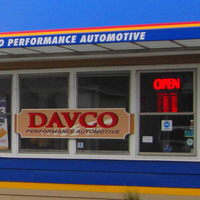 O PERFORMANCE AUTOMOTIVE
OPEN
DAVCO
PERFORMANCE AUTOMOTIVE